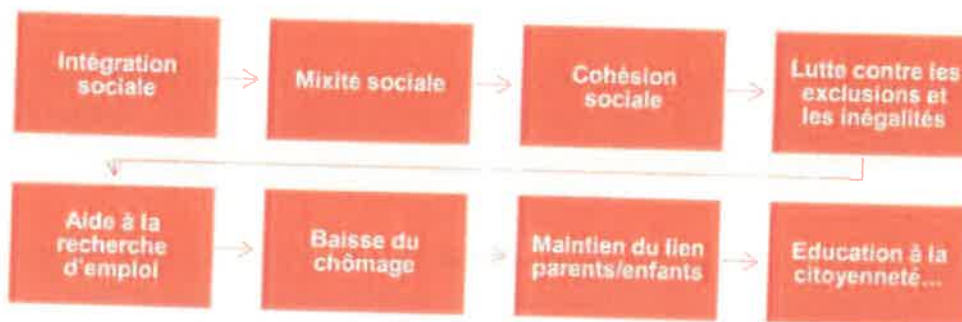 Intégration
sociale
Mixité sociale
Cohésion
sociale
Lutte contre les
exclusions et
les inégalités
Aide à la
recherche
d'emploi
Baisse du
chômage
Maintien du lien
parents/enfants
Education à la
citoyenneté...